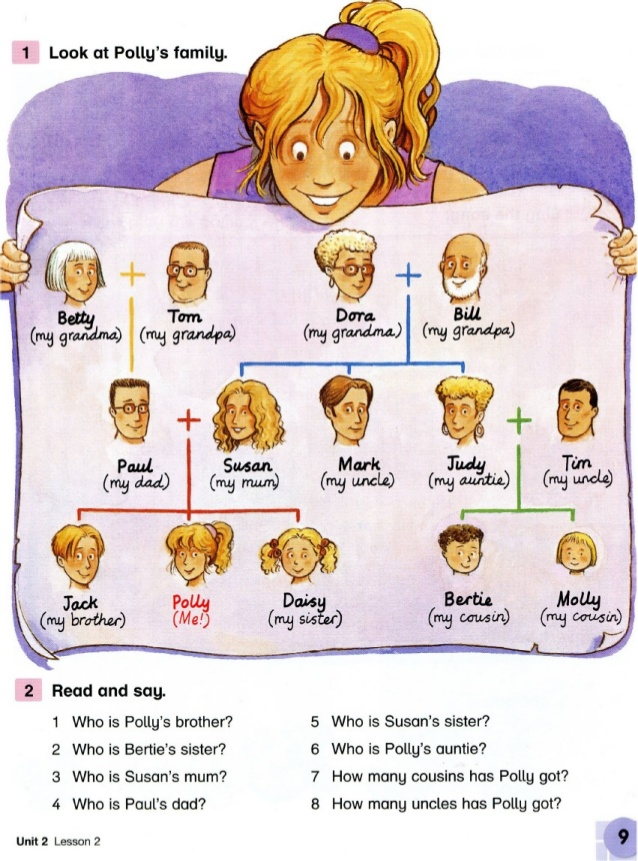 1 Look at Polly's family.
Betty
(my grandma)
Tom
(my grandpa)
Dora
(my grandma)
Bill
(my grandpa)
Paul
(my dad)
Susan
(my mum)
Mark
(my uncle)
Judy
(my auntie)
Tim
(my uncle)
Jack
(my brother)
Polly
(Me!)
Daisy
(my sister)
Bertie
(my cousin)
Molly
(my cousin)
2 Read and say.
1 Who is Polly's brother?
2 Who is Bertie's sister?
3 Who is Susan's mum?
4 Who is Paul's dad?
5 Who is Susan's sister?
6 Who is Polly's auntie?
7 How many cousins has Polly got?
8 How many uncles has Polly got?
Unit 2 Lesson 2
9